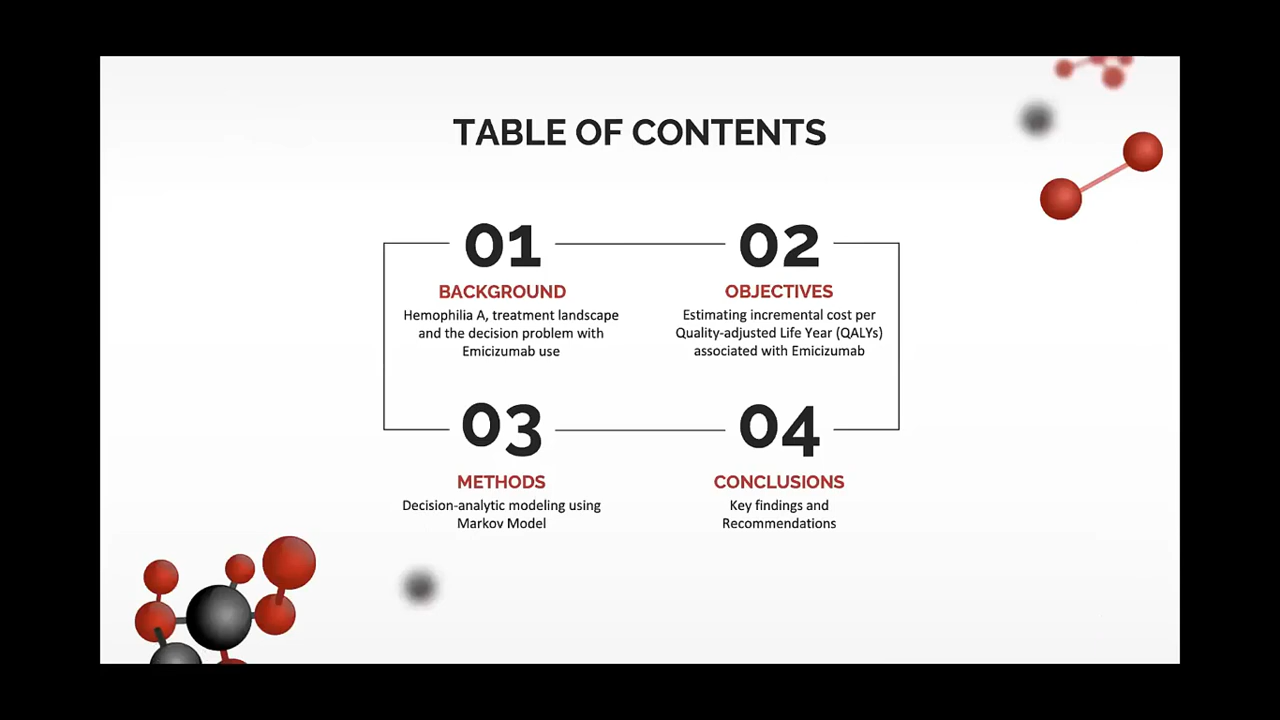 TABLE OF CONTENTS
01
BACKGROUND
Hemophilia A, treatment landscape
and the decision problem with
Emicizumab use
02
OBJECTIVES
Estimating incremental cost per
Quality-adjusted Life Year (QALYs)
associated with Emicizumab
03
METHODS
Decision-analytic modeling using
Markov Model
04
CONCLUSIONS
Key findings and
Recommendations